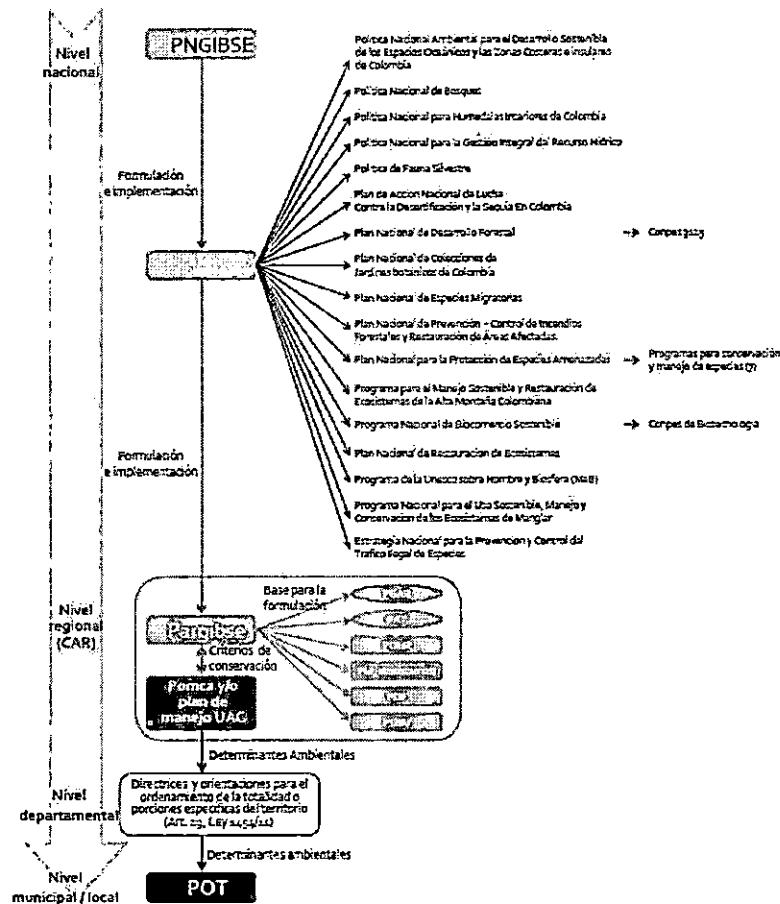 Nivel
nacional
PNGIBSE
Formulación
e implementación
Política Nacional Ambiental para el Desarrollo Sostenible
de los Espacios Oceánicos y las Zonas Costeras e Insulares
de Colombia
Política Nacional de Bosques
Política Nacional para Humedales Interiores de Colombia
Política Nacional para la Gestión Integral del Recurso Hídrico
Política de Fauna Silvestre
Plan de Acción Nacional de Lucha
Contra la Desertificación y la Sequía En Colombia
Plan Nacional de Desarrollo Forestal
Conpes
Plan Nacional de Colecciones de
Jardines botánicos de Colombia
Plan Nacional de Especies Migratorias
Plan Nacional de Prevención – Control de Incendios
Forestales y Restauración de Áreas Afectadas.
Plan Nacional para la Protección de Especies Amenazadas
Programas para conservación
y manejo de especies (7)
Programa para el Manejo Sostenible y Restauración de
Ecosistemas de la Alta Montaña Colombiana
Programa Nacional de Biocomercio Sostenible
Conpes de Biotecnología
Plan Nacional de Restauración de Ecosistemas
Programa de la Unesco sobre Hombre y Biosfera (MaB)
Programa Nacional para el Uso Sostenible, Manejo y
Conservación de los Ecosistemas de Manglar
Estrategia Nacional para la Prevención y Control del
Tráfico Ilegal de Especies
Formulación
e implementación
Nivel
regional
(CAR)
Base para la
formulación
Pargibse
Criterios de
conservación
Pomca y/o
plan de
manejo UAC
Determinantes Ambientales
Nivel
departamental
Directrices y orientaciones para el
ordenamiento de la totalidad o
porciones específicas del territorio
(Art. 29, Ley 1454/11)
Determinantes ambientales
Nivel
municipal / local
POT